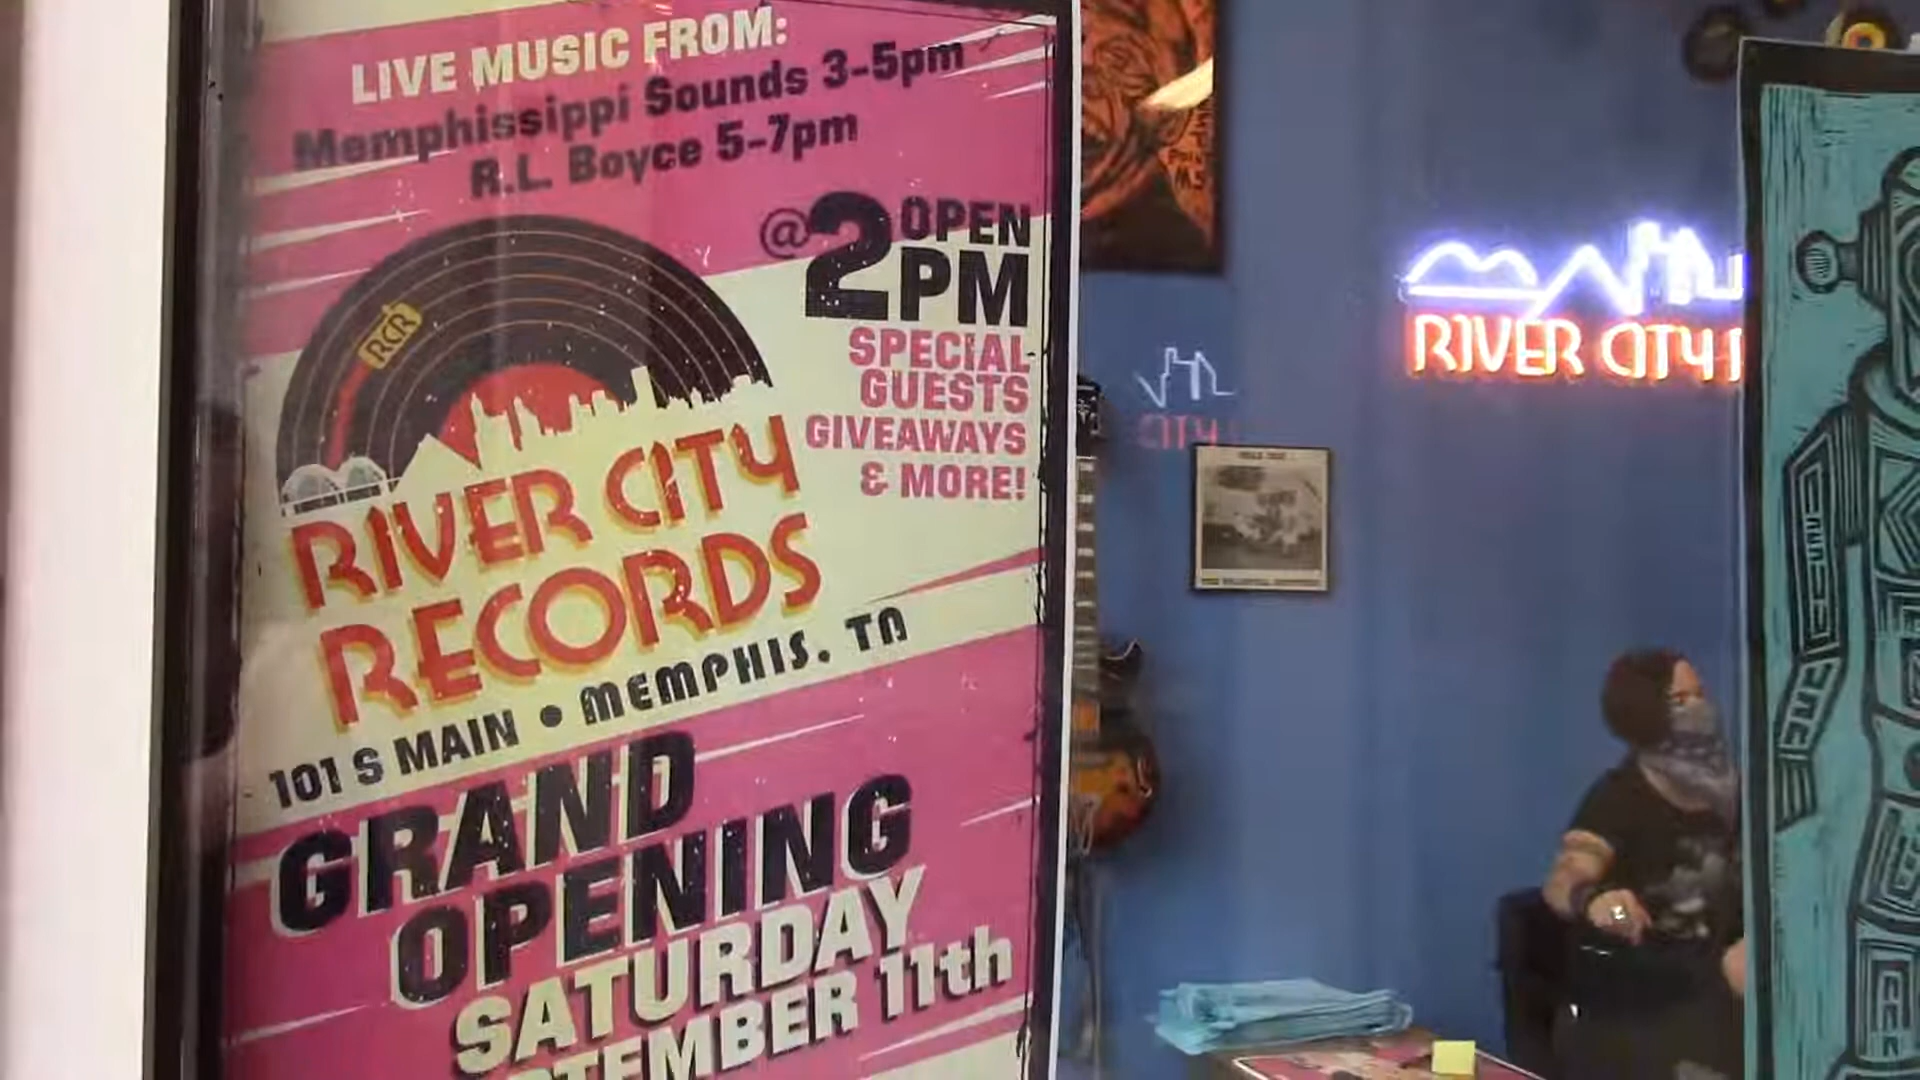 LIVE MUSIC FROM:
Memphissippi Sounds 3-5pm
R.L. Boyce 5-7pm
@2PM OPEN
SPECIAL
GUESTS
GIVEAWAYS
& MORE!
RCR
RIVER CITY
RECORDS
101 S MAIN • MEMPHIS, TN
GRAND
OPENING
SATURDAY
TEMBER 11th
RIVER CITY
CITY